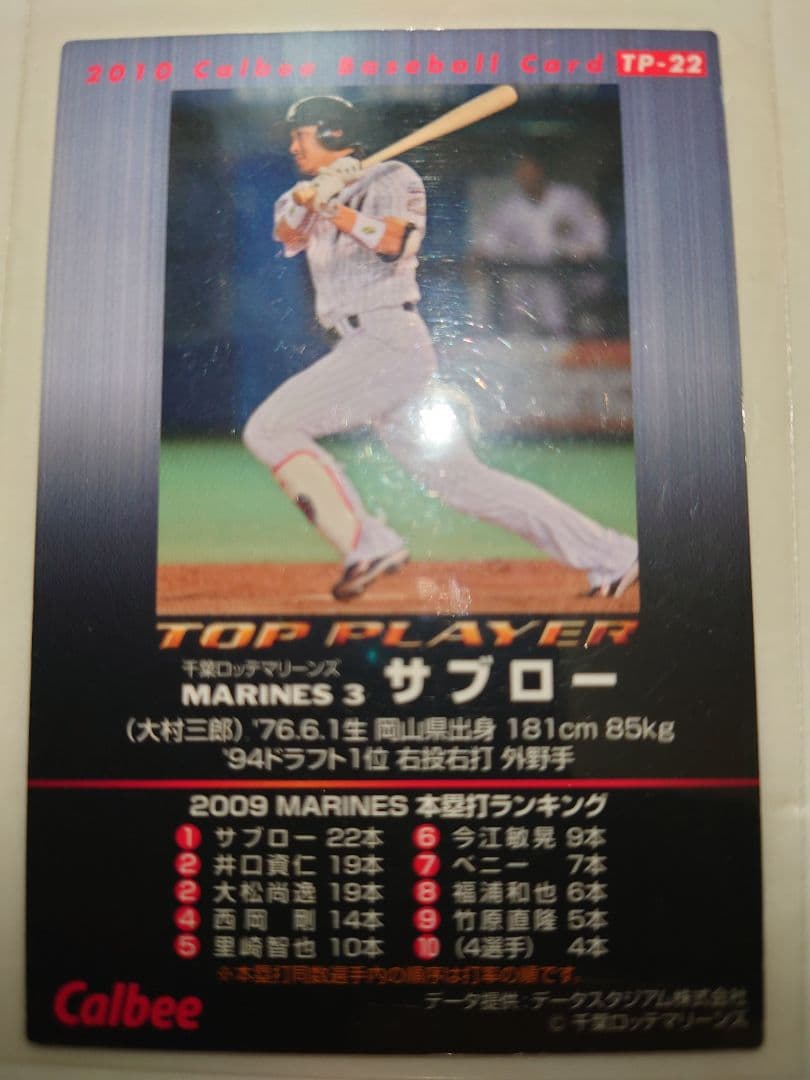 2010 Calbee Baseball Card TP-22
TOP PLAYER
千葉ロッテマリーンズ
MARINES 3 サブロー
(大村三郎) '76.6.1生 岡山県出身 181cm 85kg
'94ドラフト1位 右投右打 外野手
2009 MARINES 本塁打ランキング
1 サブロー 22本 6 今江敏晃 9本
2 井口資仁 19本 7 ベニー 7本
2 大松尚逸 19本 8 福浦和也 6本
4 西岡 剛 14本 9 竹原直隆 5本
5 里崎智也 10本 10 (4選手) 4本
※本塁打同数選手内の順序は打率の順です。
Calbee
データ提供:データスタジアム株式会社
© 千葉ロッテマリーンズ